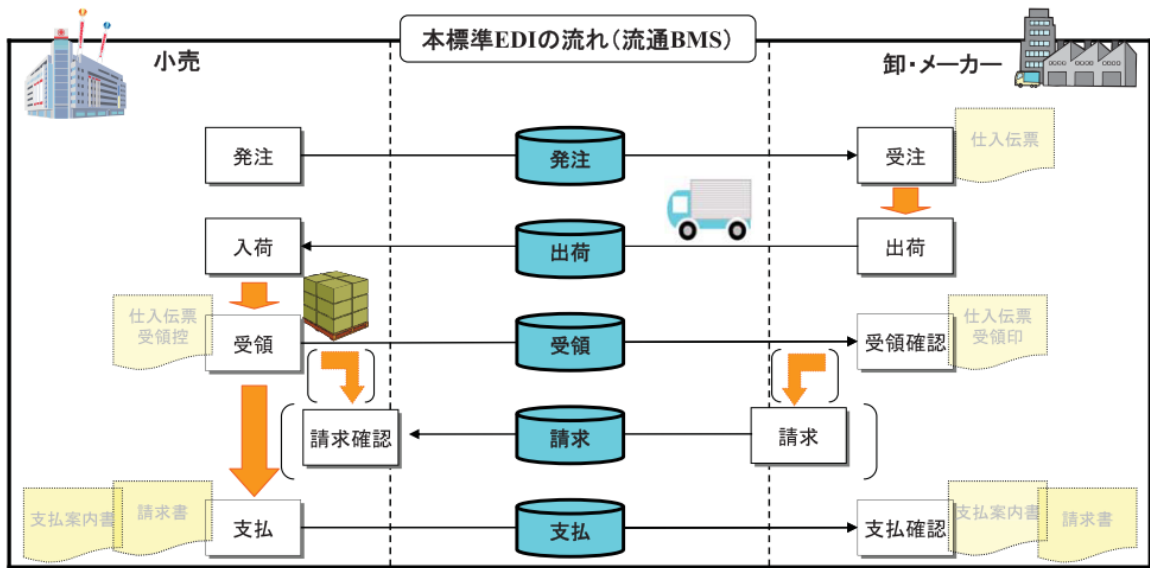 本標準EDIの流れ(流通BMS)
小売
卸・メーカー
発注
発注
受注
仕入伝票
入荷
出荷
出荷
仕入伝票
受領控
受領
受領
受領確認
仕入伝票
受領印
請求確認
請求
請求
支払案内書
請求書
支払
支払
支払確認
支払案内書
請求書